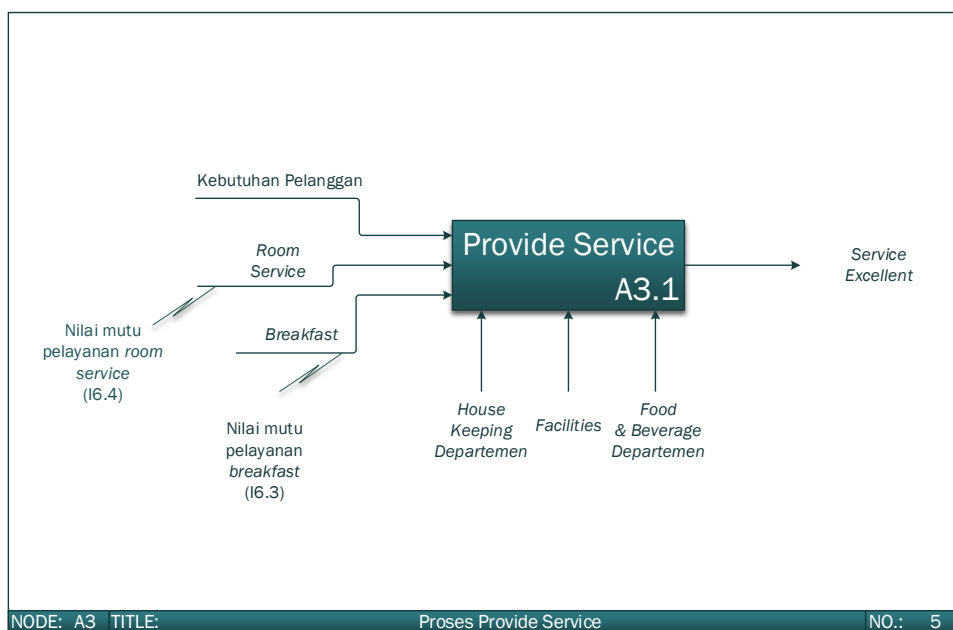 Kebutuhan Pelanggan
Room
Service
Nilai mutu
pelayanan room
service
(I6.4)
Breakfast
Nilai mutu
pelayanan
breakfast
(I6.3)
Provide Service
A3.1
House
Keeping
Departemen
Facilities
Food
& Beverage
Departemen
Service
Excellent
NODE: A3 TITLE: Proses Provide Service NO.: 5